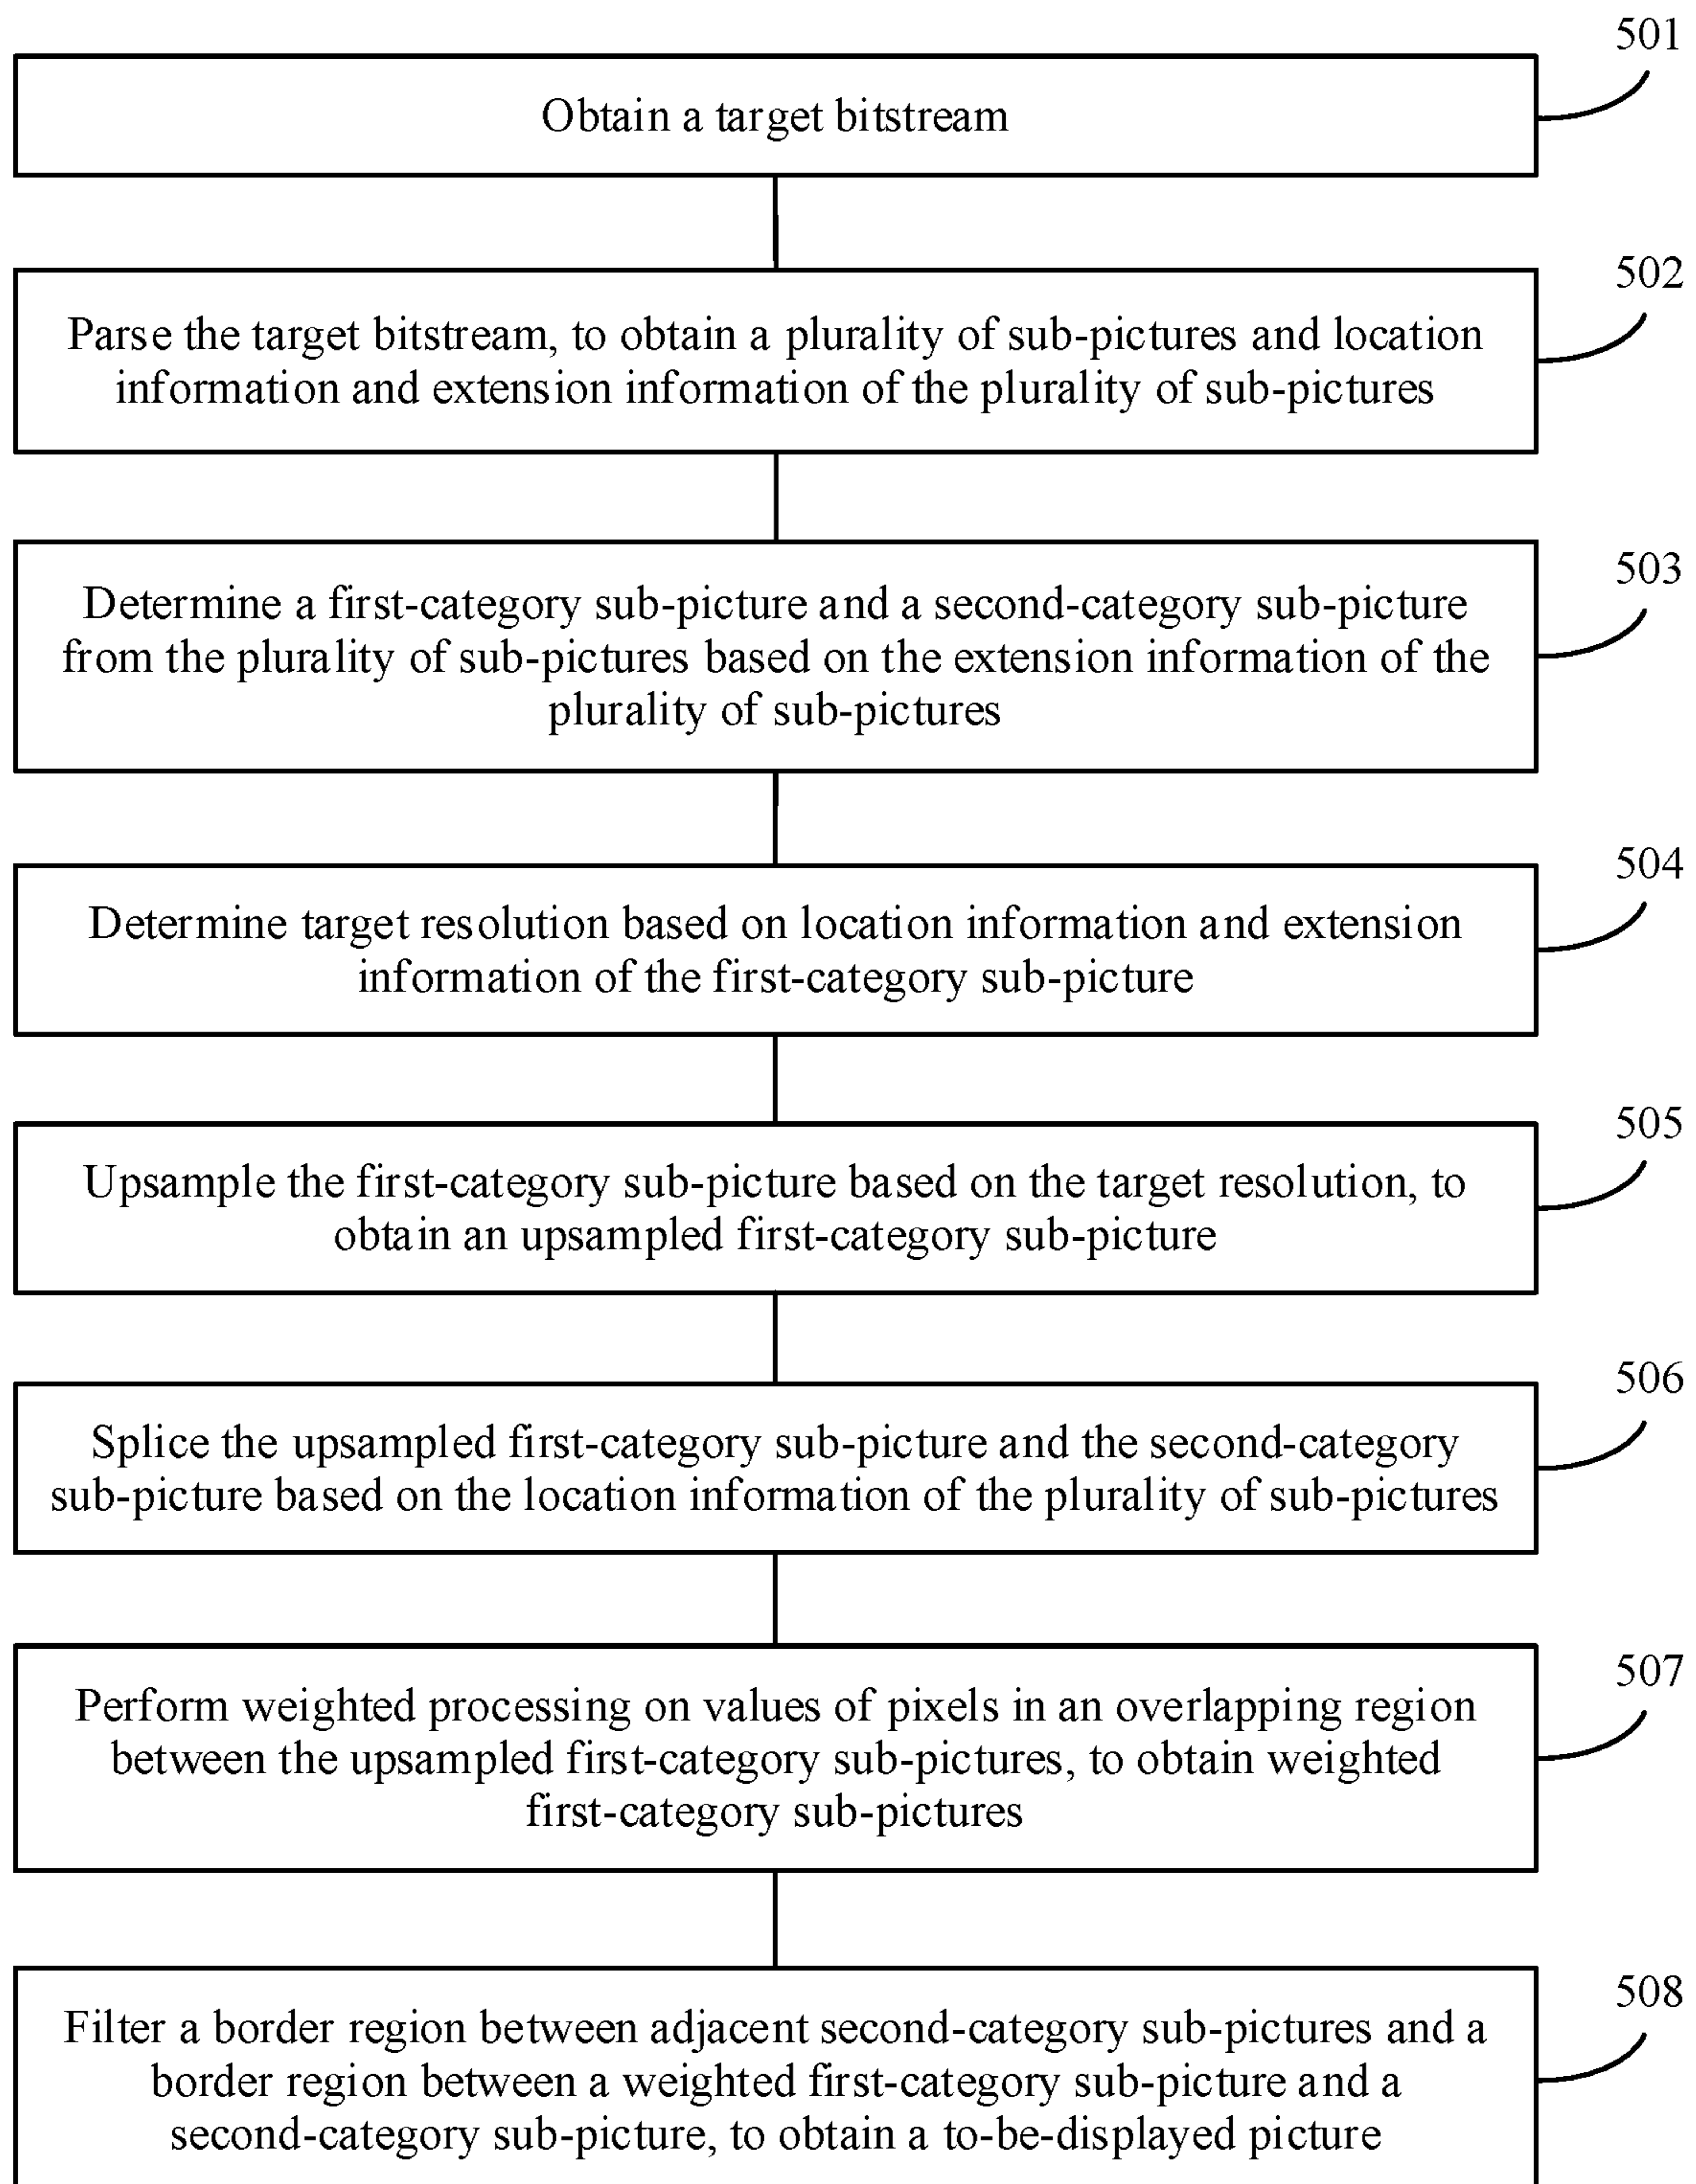 501
Obtain a target bitstream
502
Parse the target bitstream, to obtain a plurality of sub-pictures and location
information and extension information of the plurality of sub-pictures
503
Determine a first-category sub-picture and a second-category sub-picture
from the plurality of sub-pictures based on the extension information of the
plurality of sub-pictures
504
Determine target resolution based on location information and extension
information of the first-category sub-picture
505
Upsample the first-category sub-picture based on the target resolution, to
obtain an upsampled first-category sub-picture
506
Splice the upsampled first-category sub-picture and the second-category
sub-picture based on the location information of the plurality of sub-pictures
507
Perform weighted processing on values of pixels in an overlapping region
between the upsampled first-category sub-pictures, to obtain weighted
first-category sub-pictures
508
Filter a border region between adjacent second-category sub-pictures and a
border region between a weighted first-category sub-picture and a
second-category sub-picture, to obtain a to-be-displayed picture